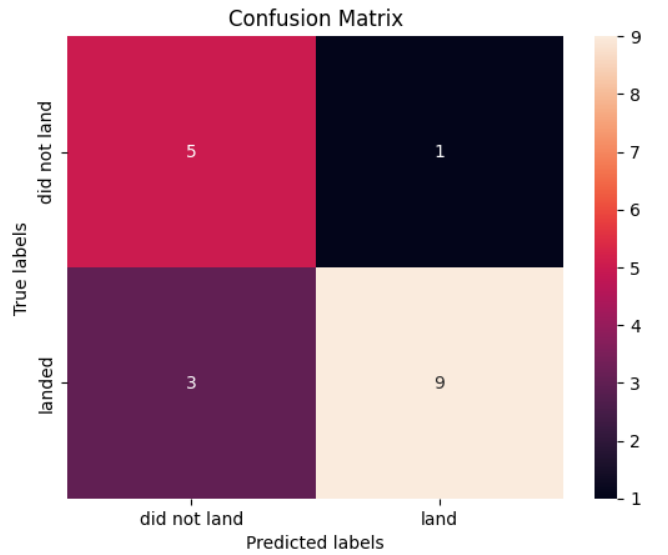 Confusion Matrix
did not land
landed
True labels
5
1
3
9
did not land
land
Predicted labels
9
8
7
6
5
4
3
2
1